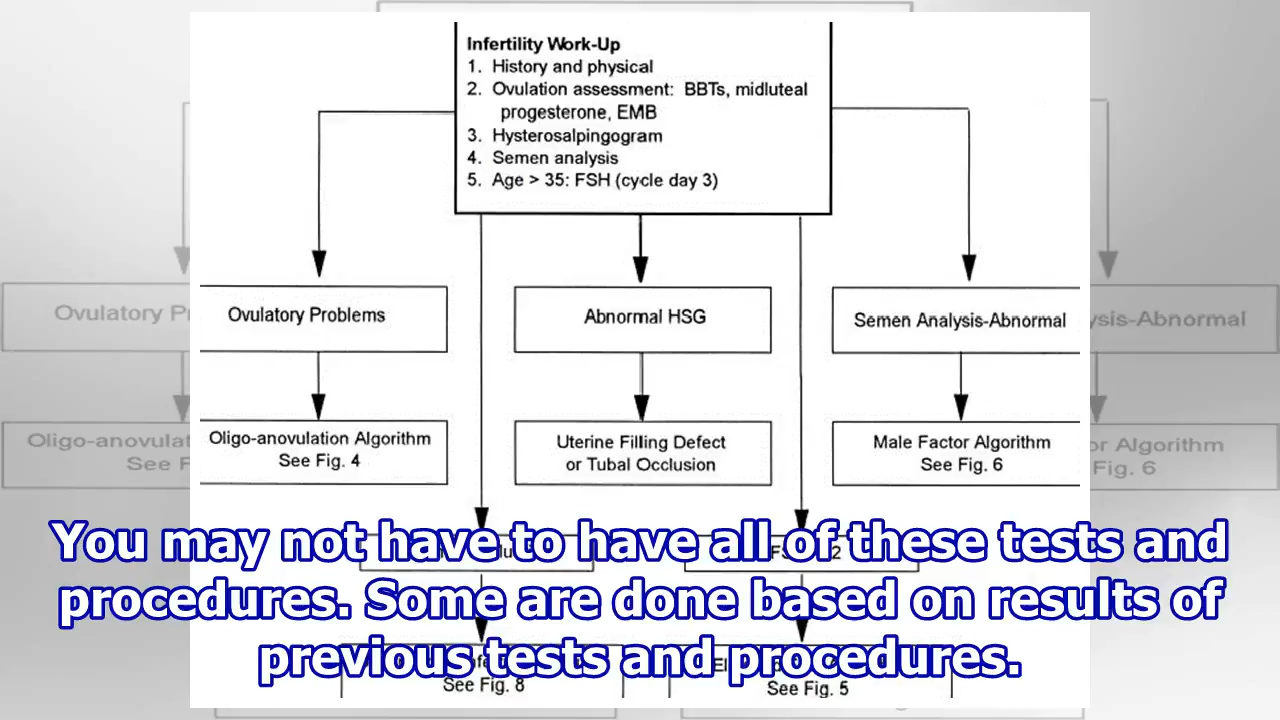 Infertility Work-Up
1. History and physical
2. Ovulation assessment: BBTs, midluteal
progesterone, EMB
3. Hysterosalpingogram
4. Semen analysis
5. Age > 35: FSH (cycle day 3)
Ovulatory Problems
Abnormal HSG
Semen Analysis-Abnormal
Oligo-anovulation Algorithm
See Fig. 4
Uterine Filling Defect
or Tubal Occlusion
Male Factor Algorithm
See Fig. 6
You may not have to have all of these tests and
procedures. Some are done based on results of
previous tests and procedures.
See Fig. 8
See Fig. 5